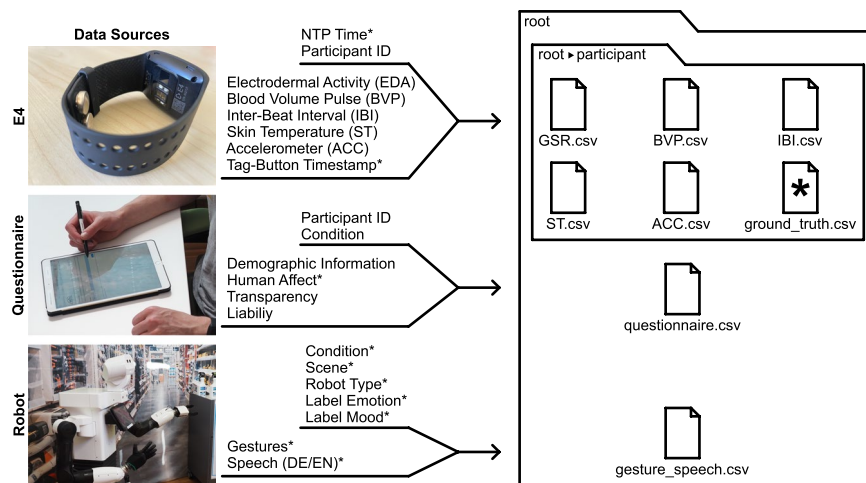 Data Sources
E4
NTP Time*
Participant ID
Electrodermal Activity (EDA)
Blood Volume Pulse (BVP)
Inter-Beat Interval (IBI)
Skin Temperature (ST)
Accelerometer (ACC)
Tag-Button Timestamp*
Questionnaire
Participant ID
Condition
Demographic Information
Human Affect*
Transparency
Liabiliy
Robot
Condition*
Scene*
Robot Type*
Label Emotion*
Label Mood*
Gestures*
Speech (DE/EN)*
root
root ▸ participant
GSR.csv
BVP.csv
IBI.csv
ST.csv
ACC.csv
*
ground_truth.csv
questionnaire.csv
gesture_speech.csv